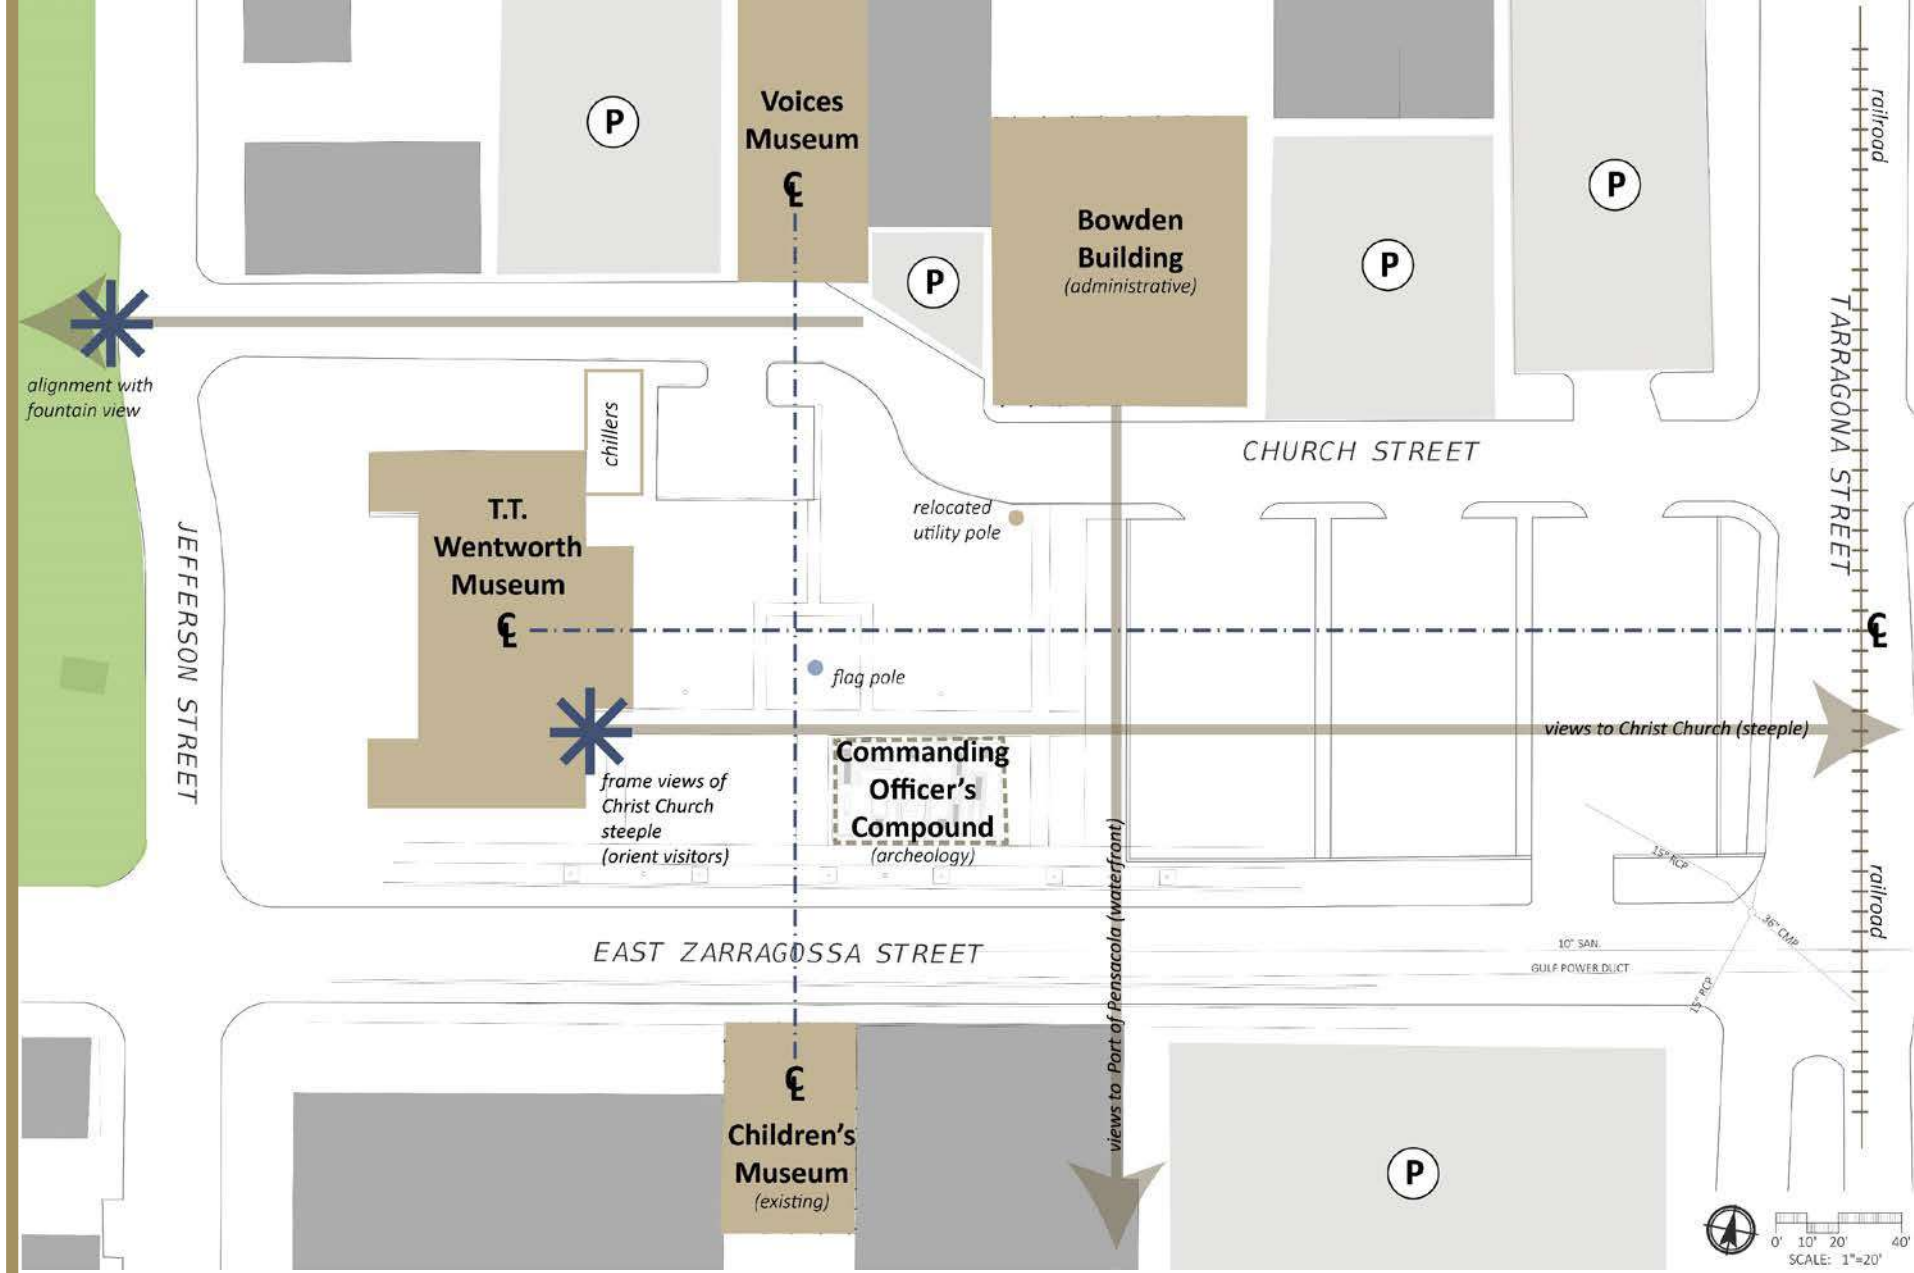 Voices
Museum
℄
P
P
P
P
Bowden
Building
(administrative)
railroad
alignment with
fountain view
chillers
TARRAGONA STREET
CHURCH STREET
relocated
utility pole
JEFFERSON STREET
T.T.
Wentworth
Museum
℄
℄
flag pole
views to Christ Church (steeple)
frame views of
Christ Church
steeple
(orient visitors)
Commanding
Officer's
Compound
(archeology)
views to Port of Pensacola (waterfront)
15" RCP
36" CMP
15" RCP
railroad
EAST ZARRAGOSSA STREET
10" SAN.
GULF POWER DUCT
℄
Children's
Museum
(existing)
P
0' 10' 20' 40'
SCALE: 1"=20'